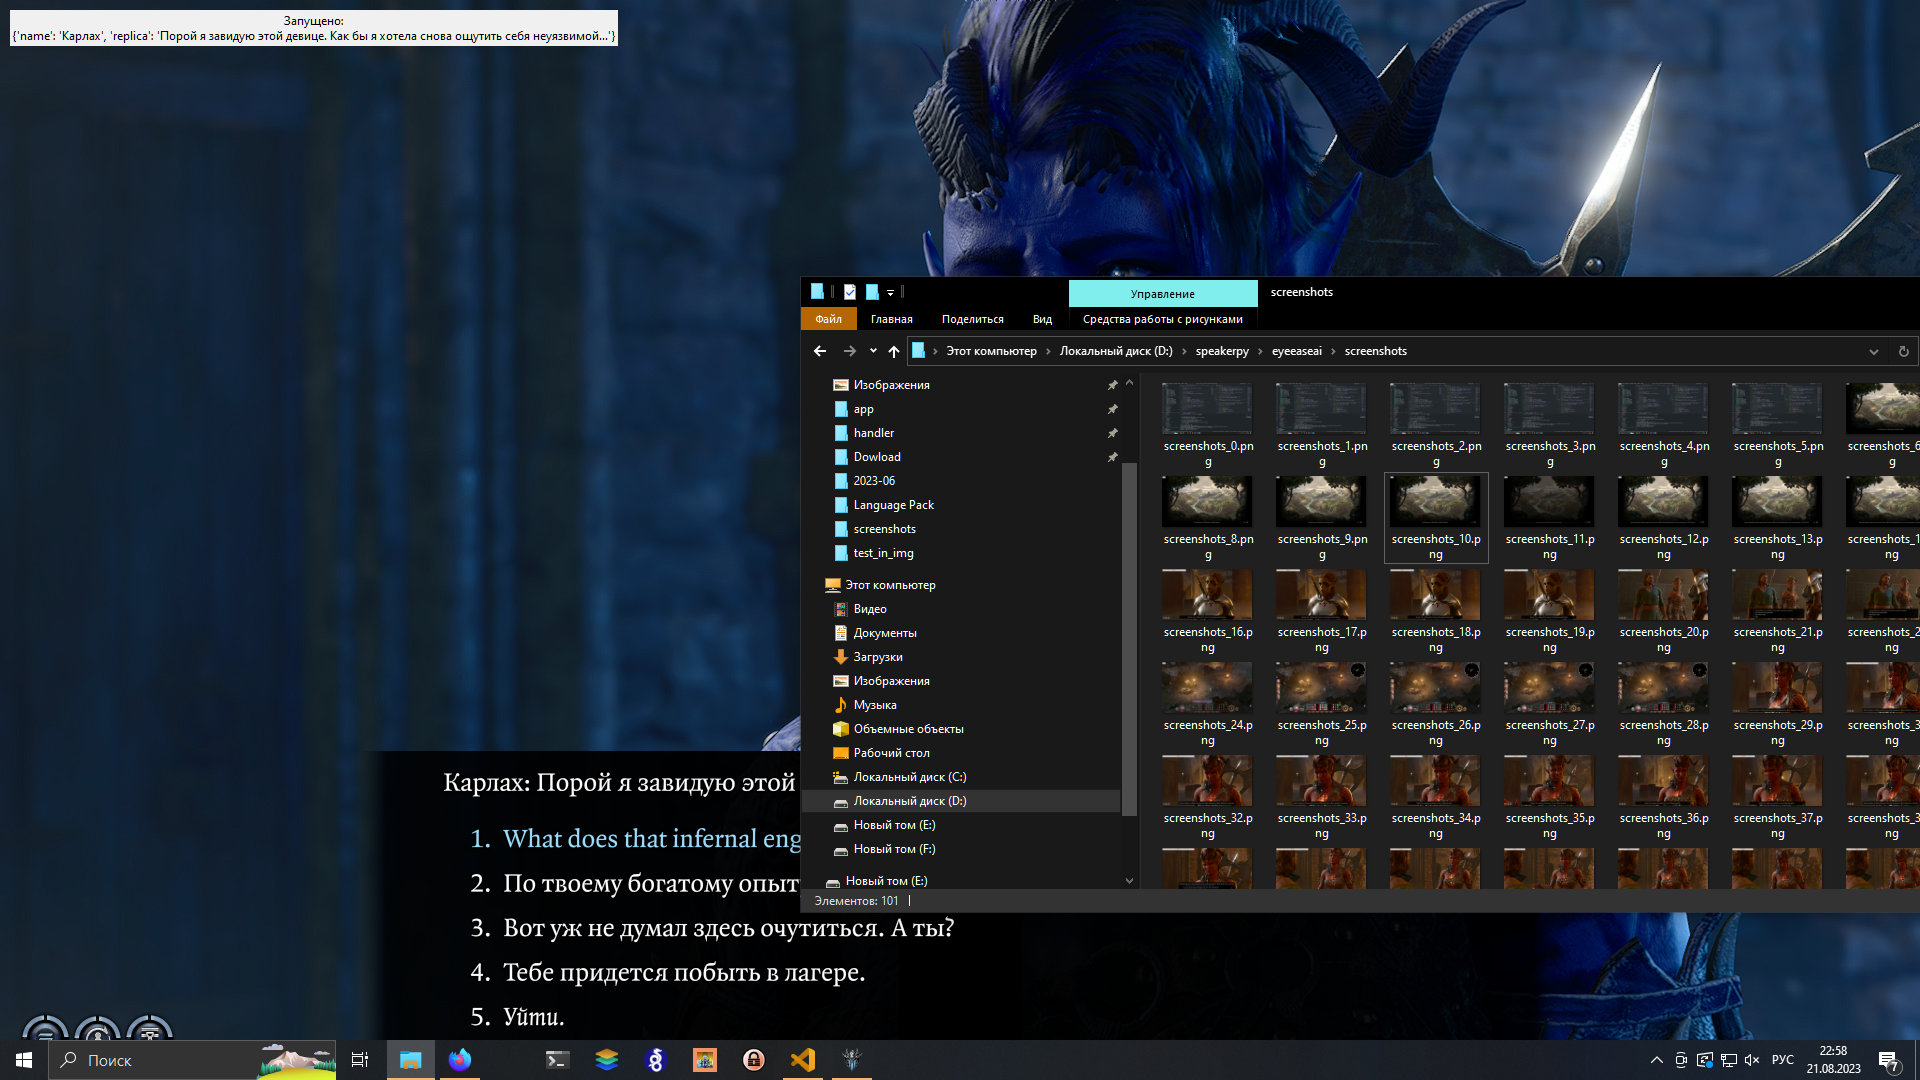 Запущено:
{'name': 'Карлах', 'replica': 'Порой я завидую этой девице. Как бы я хотела снова ощутить себя неуязвимой...'}
Управление
screenshots
Файл
Главная
Поделиться
Вид
Средства работы с рисунками
Этот компьютер
Локальный диск (D:)
speakerpy
eyeeaseai
screenshots
Изображения
app
handler
Dowload
2023-06
Language Pack
screenshots
test_in_img
Этот компьютер
Видео
Документы
Загрузки
Изображения
Музыка
Объемные объекты
Рабочий стол
Локальный диск (C:)
Локальный диск (D:)
Новый том (E:)
Новый том (F:)
Новый том (E:)
screenshots_0.png
screenshots_1.png
screenshots_2.png
screenshots_3.png
screenshots_4.png
screenshots_5.png
screenshots_8.png
screenshots_9.png
screenshots_10.png
screenshots_11.png
screenshots_12.png
screenshots_13.png
screenshots_16.png
screenshots_17.png
screenshots_18.png
screenshots_19.png
screenshots_20.png
screenshots_21.png
screenshots_24.png
screenshots_25.png
screenshots_26.png
screenshots_27.png
screenshots_28.png
screenshots_29.png
screenshots_32.png
screenshots_33.png
screenshots_34.png
screenshots_35.png
screenshots_36.png
screenshots_37.png
Элементов: 101
Карлах: Порой я завидую этой
1. What does that infernal eng
2. По твоему богатому опыт
3. Вот уж не думал здесь очутиться. А ты?
4. Тебе придется побыть в лагере.
5. Уйти.
Поиск
РУС
22:58
21.08.2023
7